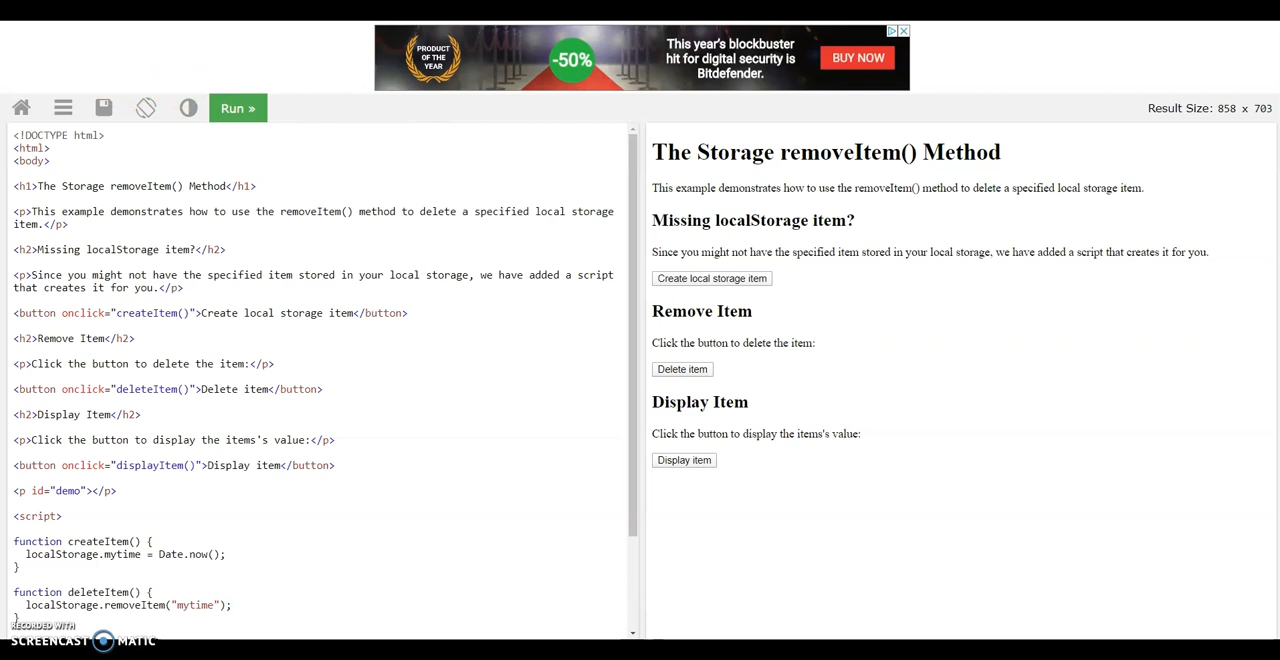 PRODUCT
OF THE
YEAR
-50%
This year's blockbuster
hit for digital security is
Bitdefender.
BUY NOW
Run »
Result Size: 858 x 703
<!DOCTYPE html>
<html>
<body>
<h1>The Storage removeItem() Method</h1>
<p>This example demonstrates how to use the removeItem() method to delete a specified local storage
item.</p>
<h2>Missing localStorage item?</h2>
<p>Since you might not have the specified item stored in your local storage, we have added a script
that creates it for you.</p>
<button onclick="createItem()">Create local storage item</button>
<h2>Remove Item</h2>
<p>Click the button to delete the item:</p>
<button onclick="deleteItem()">Delete item</button>
<h2>Display Item</h2>
<p>Click the button to display the items's value:</p>
<button onclick="displayItem()">Display item</button>
<p id="demo"></p>
<script>
function createItem() {
localStorage.mytime = Date.now();
}
function deleteItem() {
localStorage.removeItem("mytime");
}
The Storage removeItem() Method
This example demonstrates how to use the removeItem() method to delete a specified local storage item.
Missing localStorage item?
Since you might not have the specified item stored in your local storage, we have added a script that creates it for you.
Create local storage item
Remove Item
Click the button to delete the item:
Delete item
Display Item
Click the button to display the items's value:
Display item
RECORDED WITH
SCREENCAST MATIC